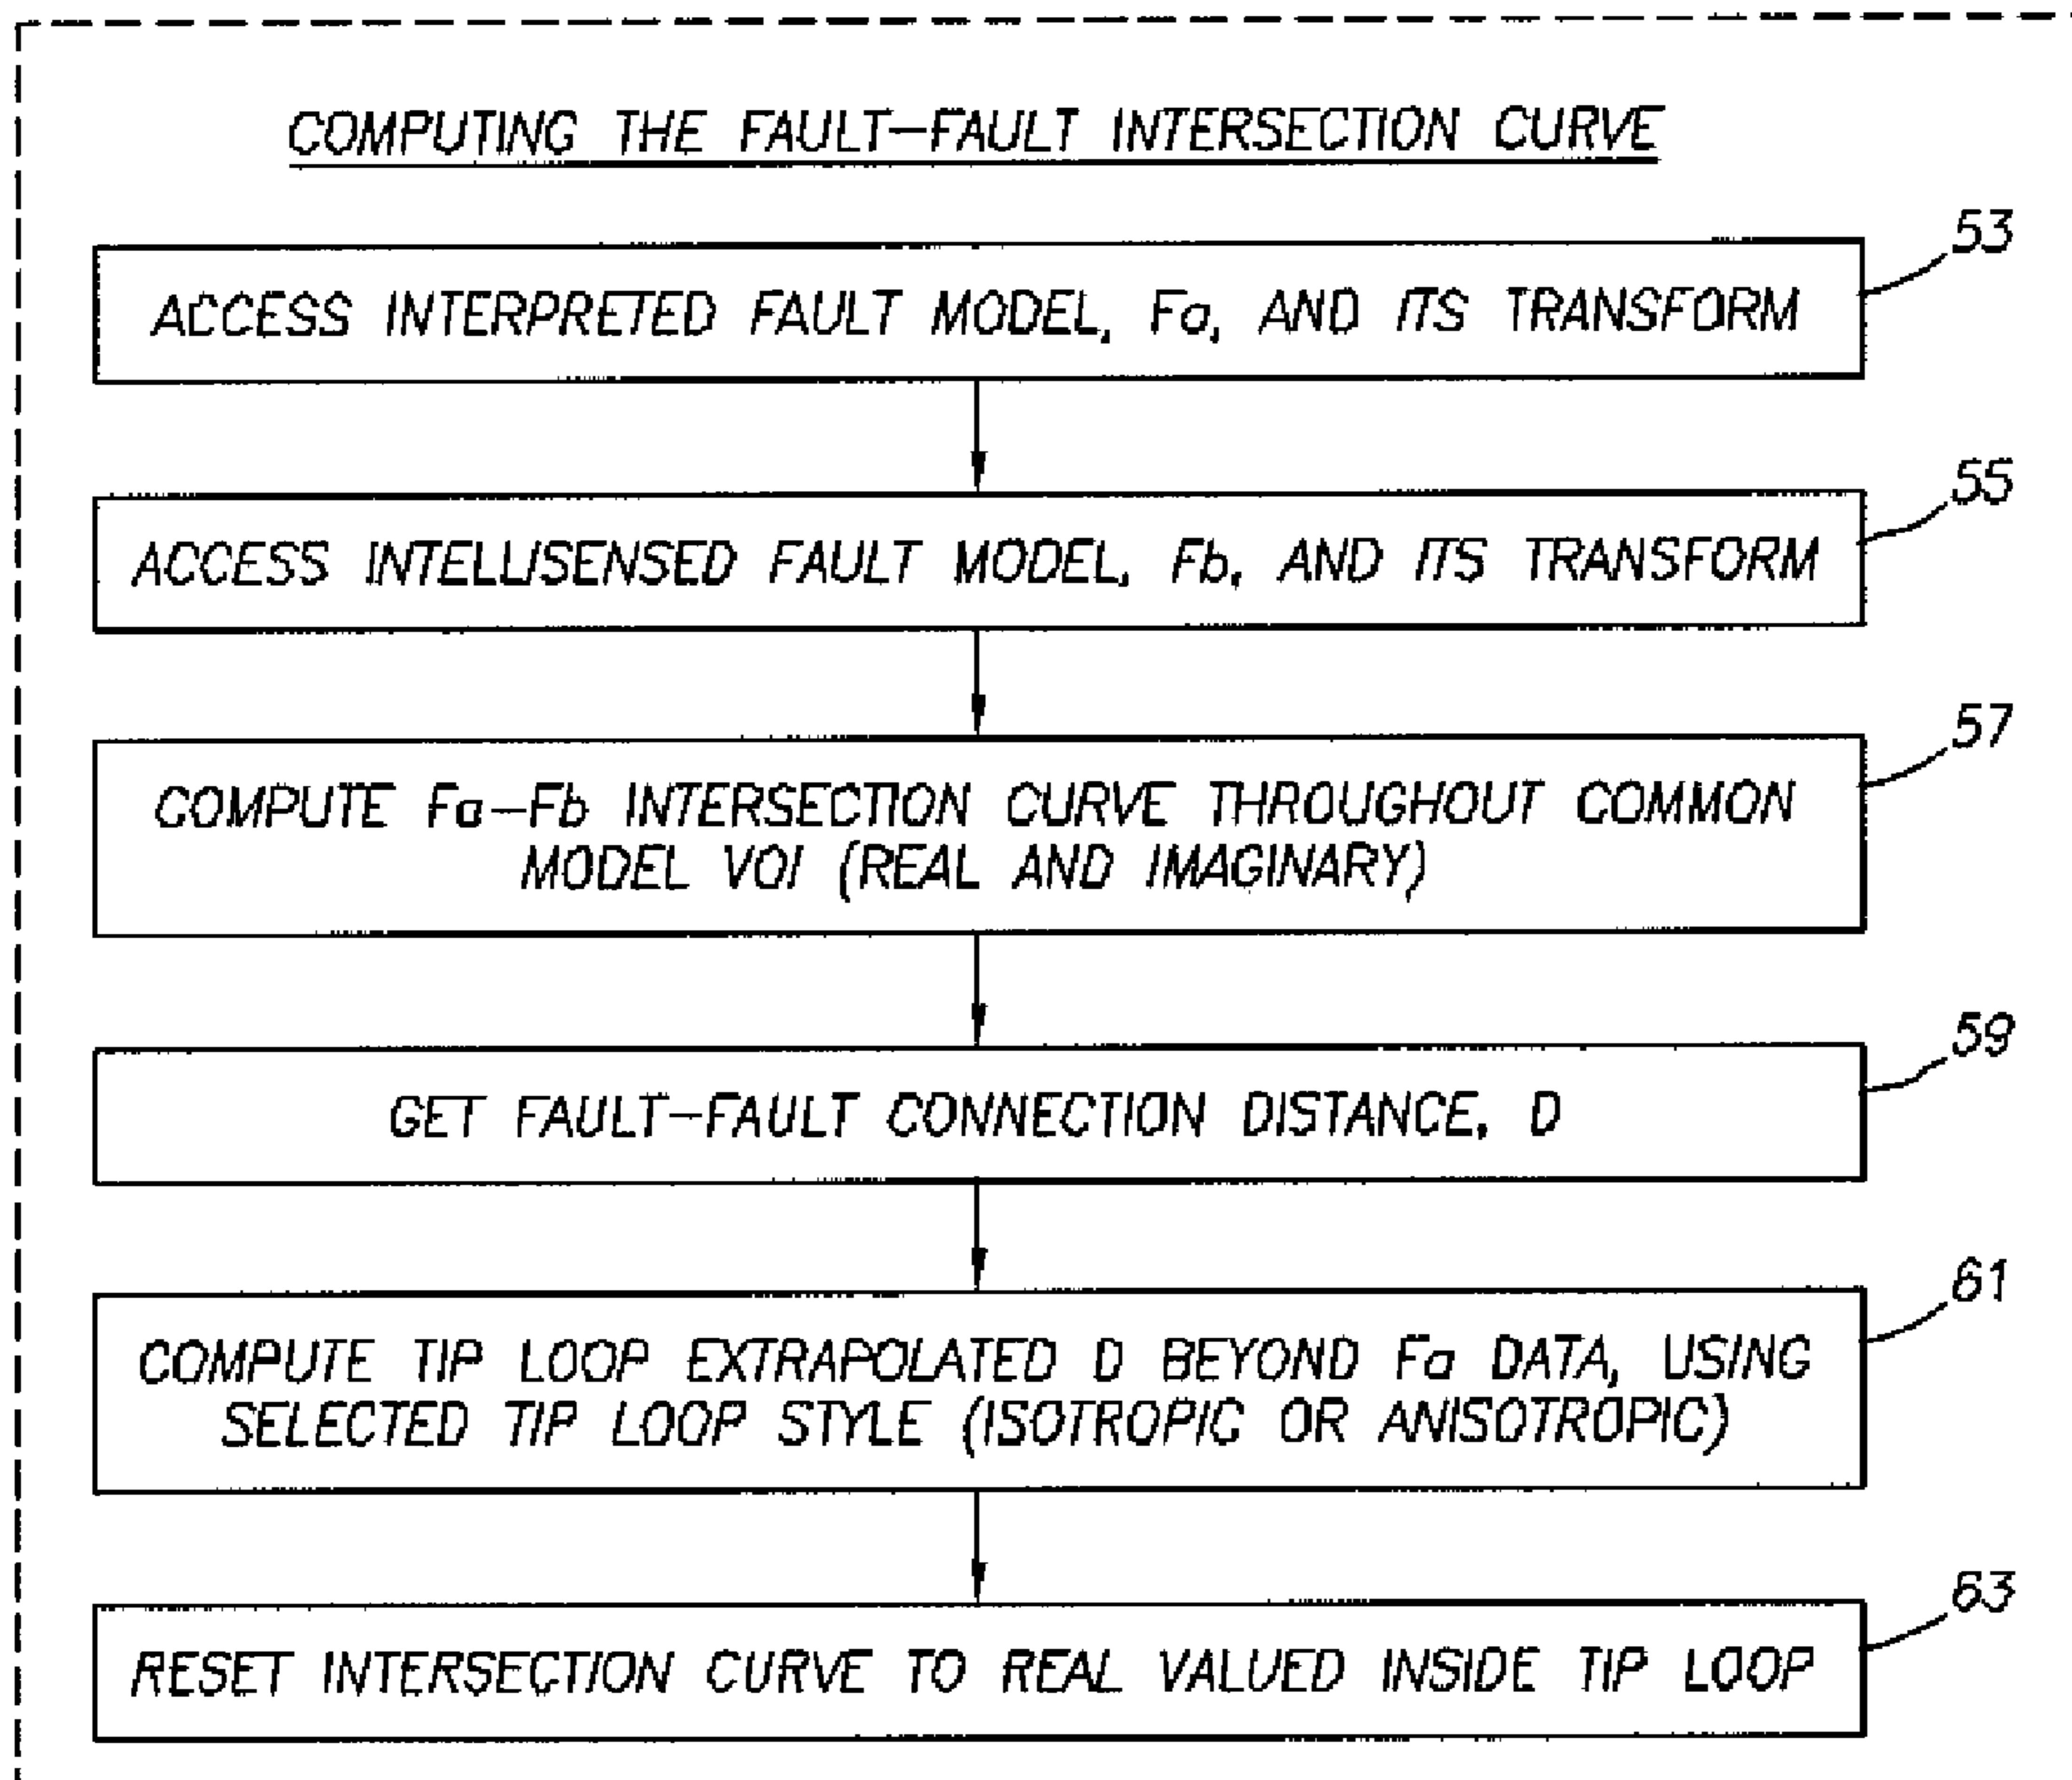 COMPUTING THE FAULT-FAULT INTERSECTION CURVE
53
ACCESS INTERPRETED FAULT MODEL, Fa, AND ITS TRANSFORM
55
ACCESS INTELLISENSED FAULT MODEL, Fb, AND ITS TRANSFORM
57
COMPUTE Fa-Fb INTERSECTION CURVE THROUGHOUT COMMON
MODEL VOI (REAL AND IMAGINARY)
59
GET FAULT-FAULT CONNECTION DISTANCE, D
61
COMPUTE TIP LOOP EXTRAPOLATED D BEYOND Fa DATA, USING
SELECTED TIP LOOP STYLE (ISOTROPIC OR ANISOTROPIC)
63
RESET INTERSECTION CURVE TO REAL VALUED INSIDE TIP LOOP